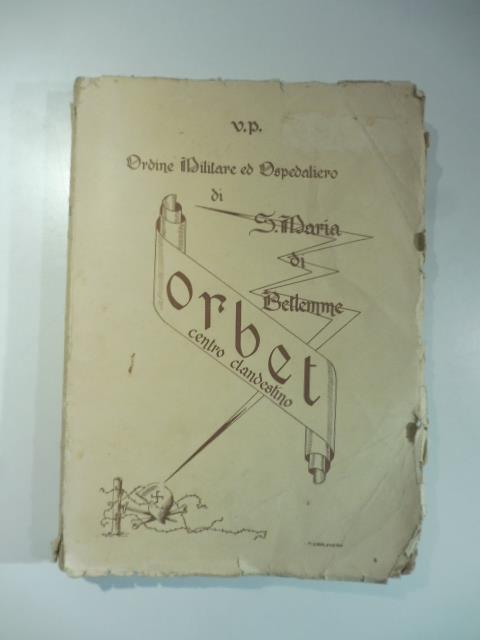 v.p.
Ordine Militare ed Ospedaliero
di
S. Maria
di
Betlemme
orbet
centro clandestino